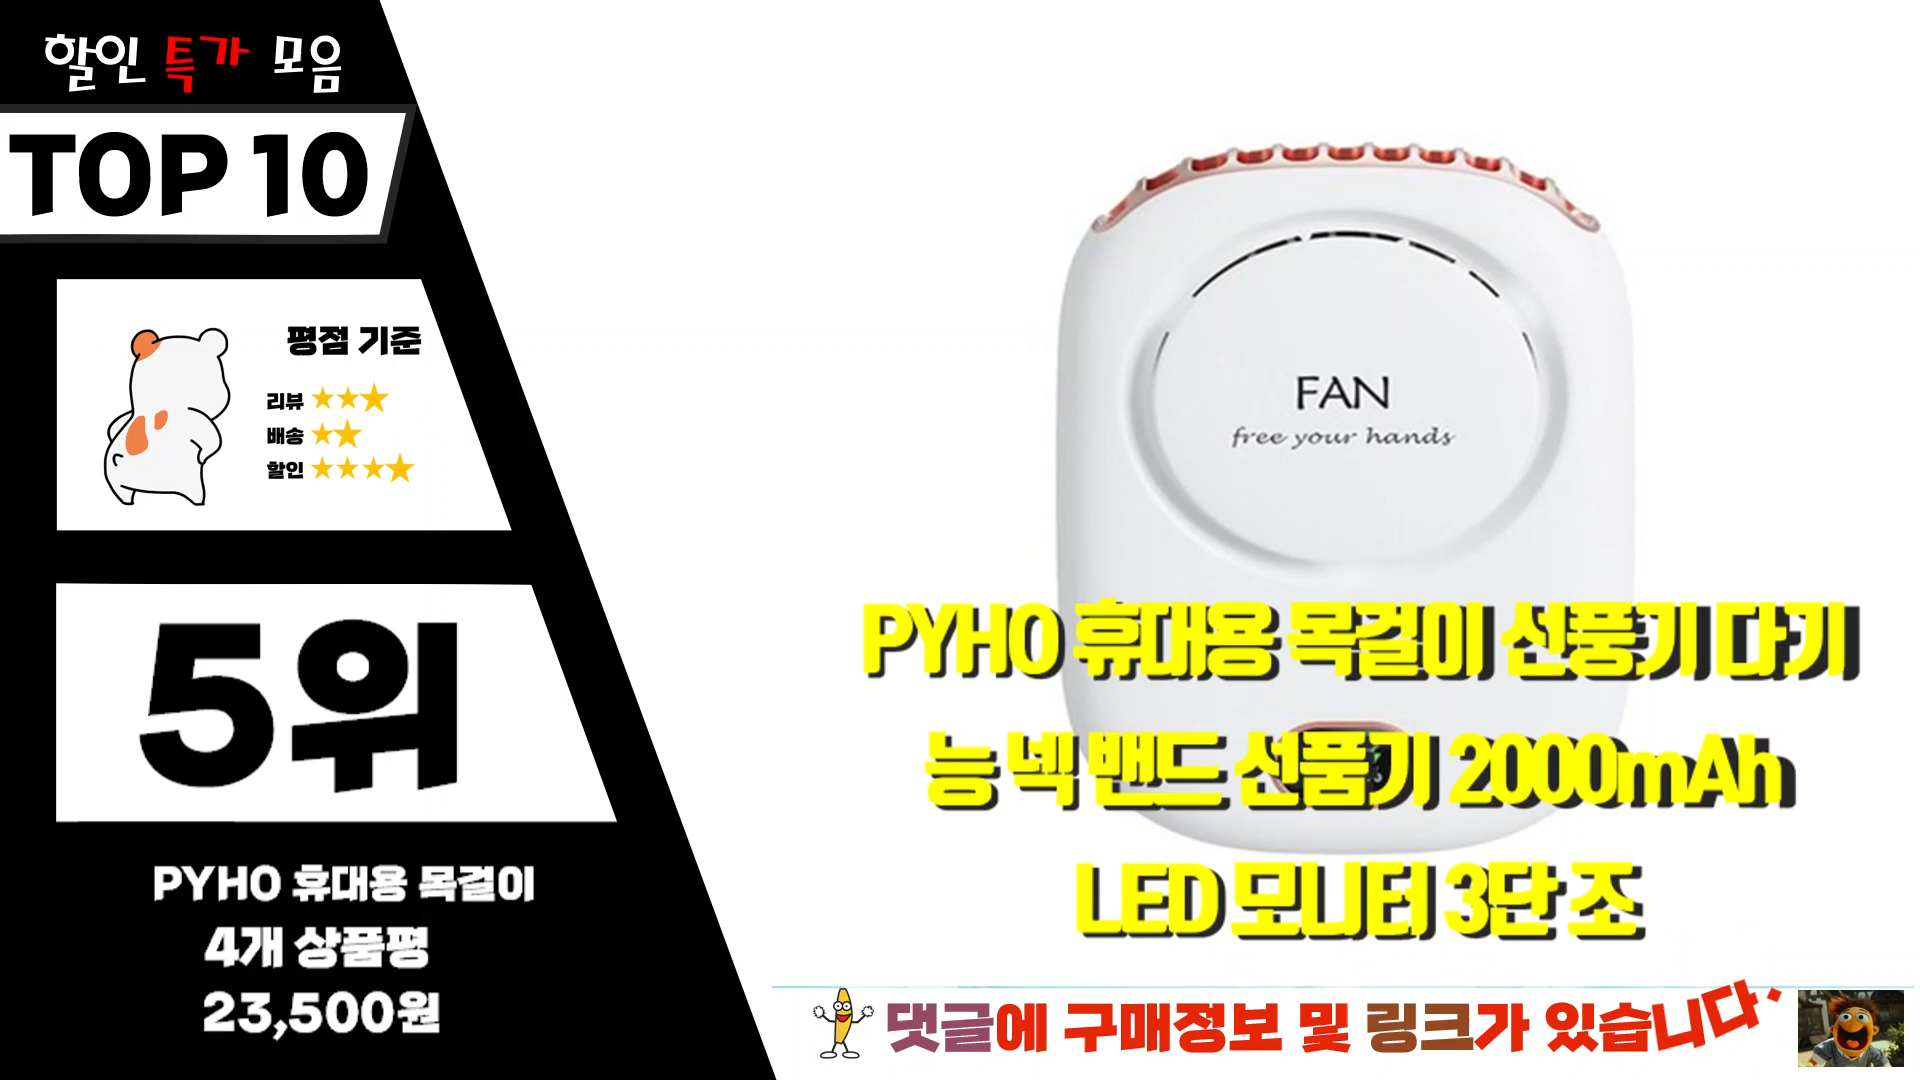 할인 특가 모음
TOP 10
평점 기준
리뷰 ★★★
배송 ★★
할인 ★★★★
5위
PYHO 휴대용 목걸이
4개 상품평
23,500원
FAN
free your hands
PYHO 휴대용 목걸이 선풍기 다기
능 넥 밴드 선풍기 2000mAh
LED 모니터 3단 조
댓글에 구매정보 및 링크가 있습니다.